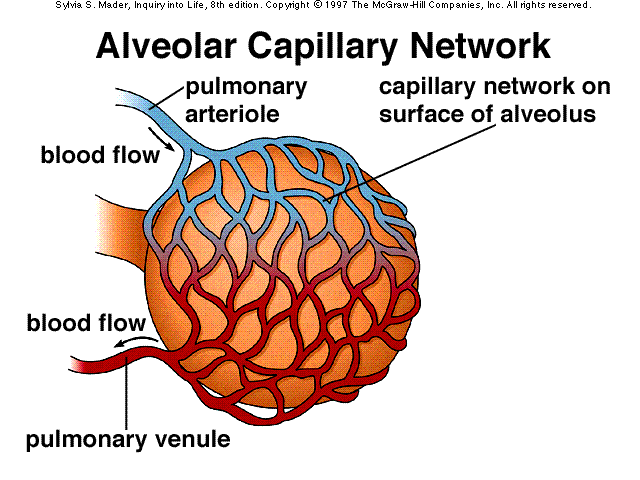 Sylvia S. Mader, Inquiry into Life, 8th edition. Copyright © 1997 The McGraw-Hill Companies, Inc. All rights reserved.
Alveolar Capillary Network
pulmonary
arteriole
capillary network on
surface of alveolus
blood flow
blood flow
pulmonary venule